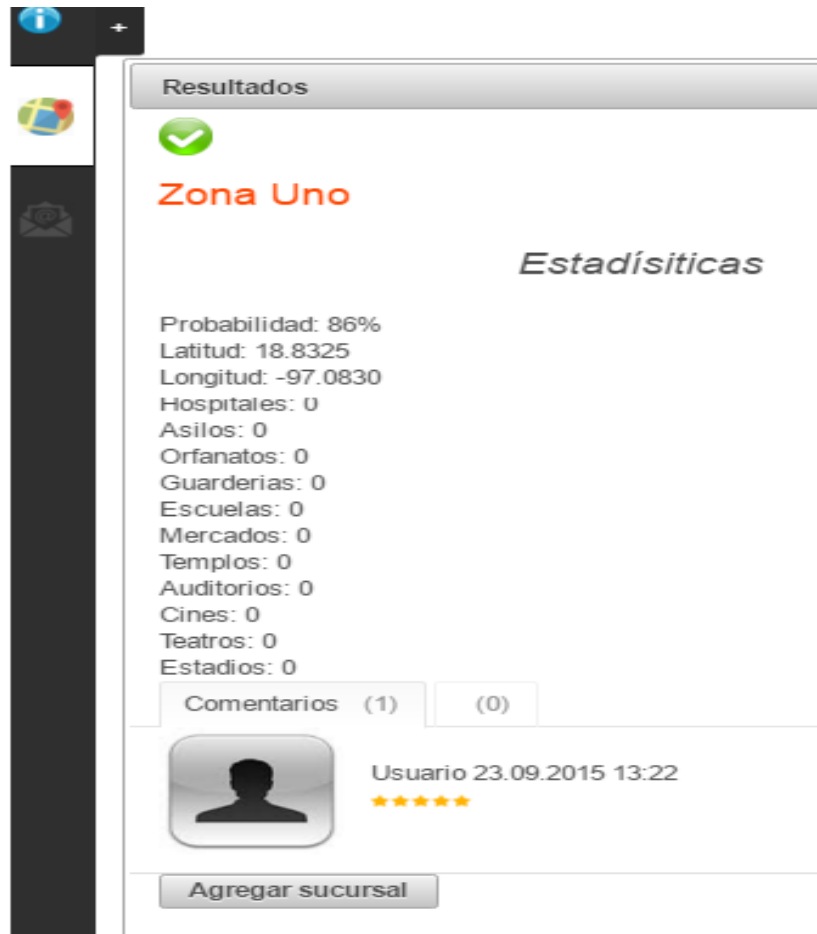 +
Resultados
Zona Uno
Estadísiticas
Probabilidad: 86%
Latitud: 18.8325
Longitud: -97.0830
Hospitales: 0
Asilos: 0
Orfanatos: 0
Guarderias: 0
Escuelas: 0
Mercados: 0
Templos: 0
Auditorios: 0
Cines: 0
Teatros: 0
Estadios: 0
Comentarios (1) (0)
Usuario 23.09.2015 13:22
Agregar sucursal